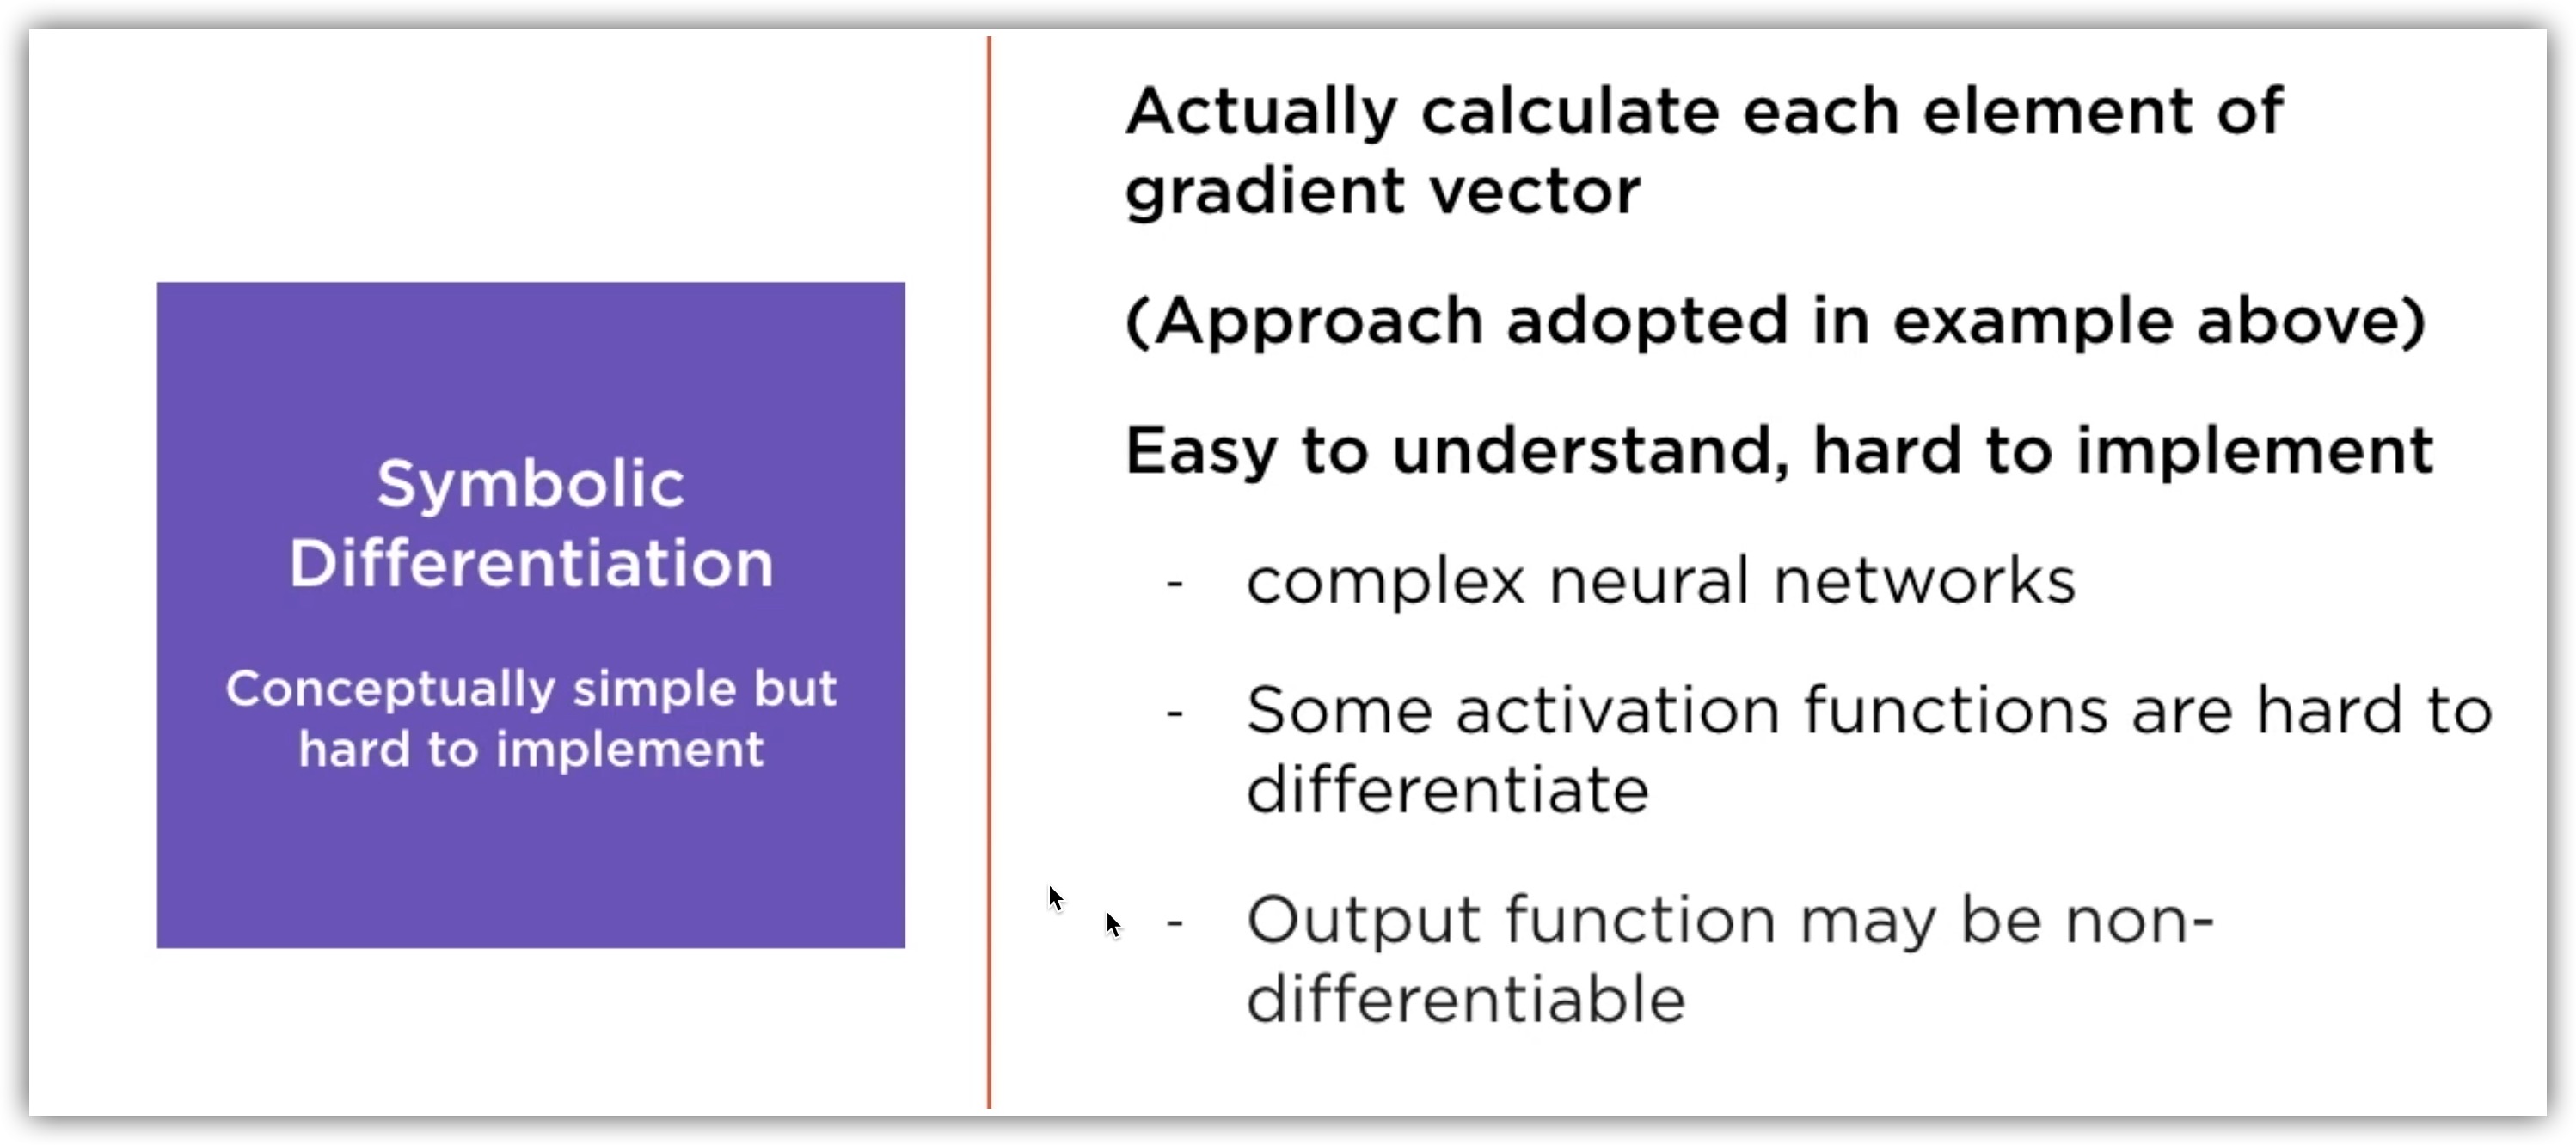 Symbolic
Differentiation
Conceptually simple but
hard to implement
Actually calculate each element of
gradient vector
(Approach adopted in example above)
Easy to understand, hard to implement
- complex neural networks
- Some activation functions are hard to
differentiate
- Output function may be non-
differentiable